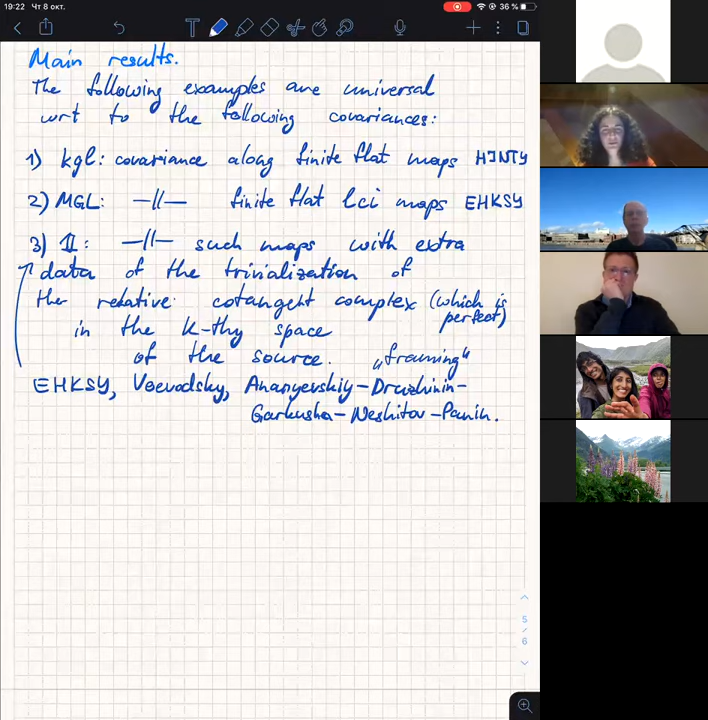 19:22 Чт 8 окт.
36 %
Main results.
The following examples are universal
wrt to the following covariances:
1) kgl: covariance along finite flat maps HJNTY
2) MGL: —//— finite flat lci maps EHKSY
3) 𝟙: —//— such maps with extra
data of the trivialization of
the relative cotangent complex (which is
perfect)
in the K-thy space
of the source. „framing“
EHKSY, Voevodsky, Ananyevskiy-Druzhinin-
Garkusha-Neshitov-Panin.
5
/
6